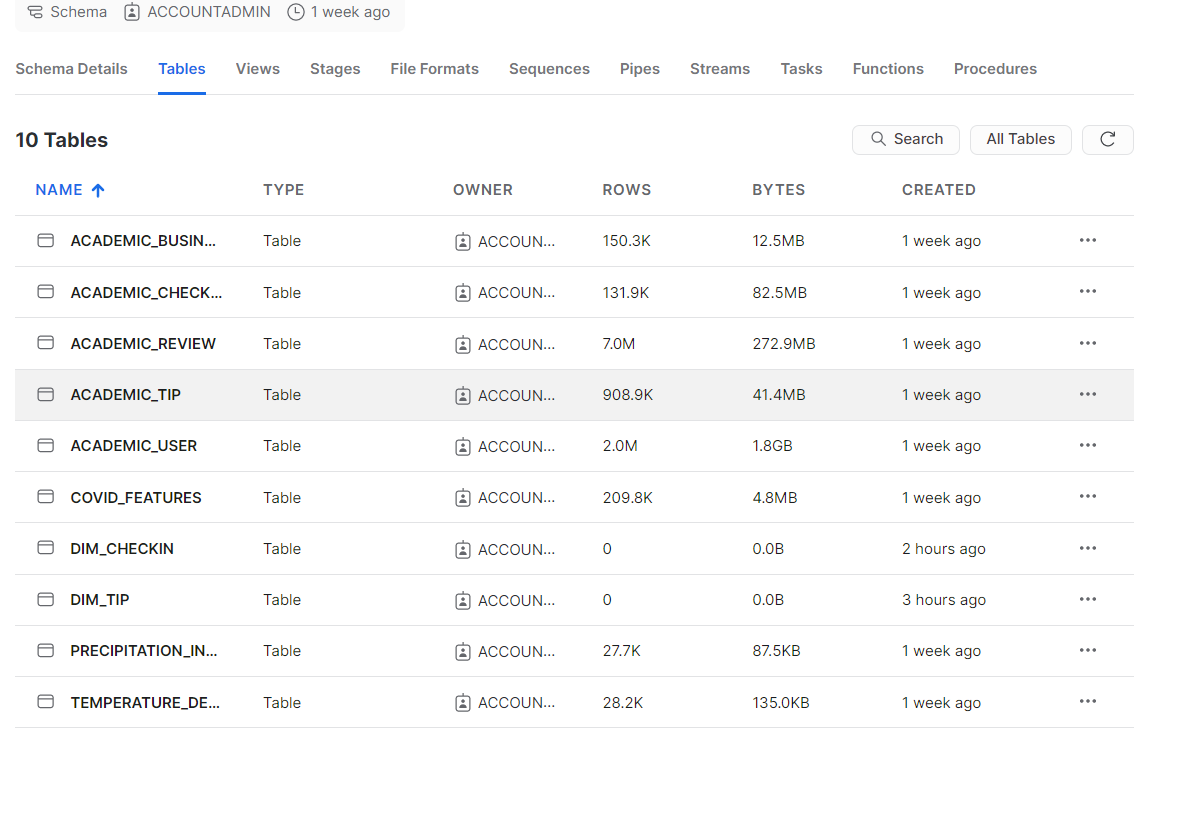 Schema ACCOUNTADMIN 1 week ago
Schema Details Tables Views Stages File Formats Sequences Pipes Streams Tasks Functions Procedures
10 Tables Search All Tables
NAME TYPE OWNER ROWS BYTES CREATED
ACADEMIC_BUSIN... Table ACCOUN... 150.3K 12.5MB 1 week ago
ACADEMIC_CHECK... Table ACCOUN... 131.9K 82.5MB 1 week ago
ACADEMIC_REVIEW Table ACCOUN... 7.0M 272.9MB 1 week ago
ACADEMIC_TIP Table ACCOUN... 908.9K 41.4MB 1 week ago
ACADEMIC_USER Table ACCOUN... 2.0M 1.8GB 1 week ago
COVID_FEATURES Table ACCOUN... 209.8K 4.8MB 1 week ago
DIM_CHECKIN Table ACCOUN... 0 0.0B 2 hours ago
DIM_TIP Table ACCOUN... 0 0.0B 3 hours ago
PRECIPITATION_IN... Table ACCOUN... 27.7K 87.5KB 1 week ago
TEMPERATURE_DE... Table ACCOUN... 28.2K 135.0KB 1 week ago